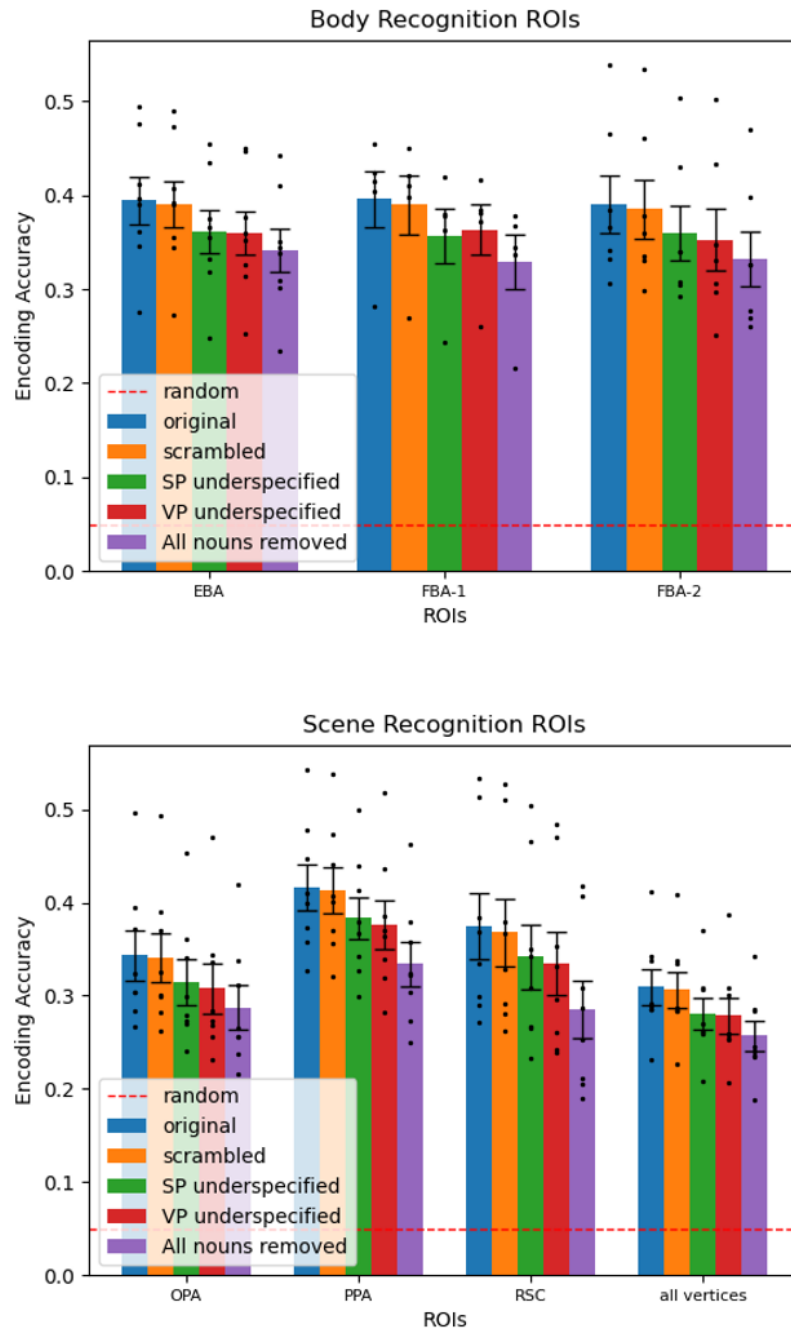 Body Recognition ROIs
Encoding Accuracy
0.5
0.4
0.3
0.2
0.1
0.0
random
original
scrambled
SP underspecified
VP underspecified
All nouns removed
EBA FBA-1 FBA-2
ROIs
Scene Recognition ROIs
Encoding Accuracy
0.5
0.4
0.3
0.2
0.1
0.0
random
original
scrambled
SP underspecified
VP underspecified
All nouns removed
OPA PPA RSC all vertices
ROIs